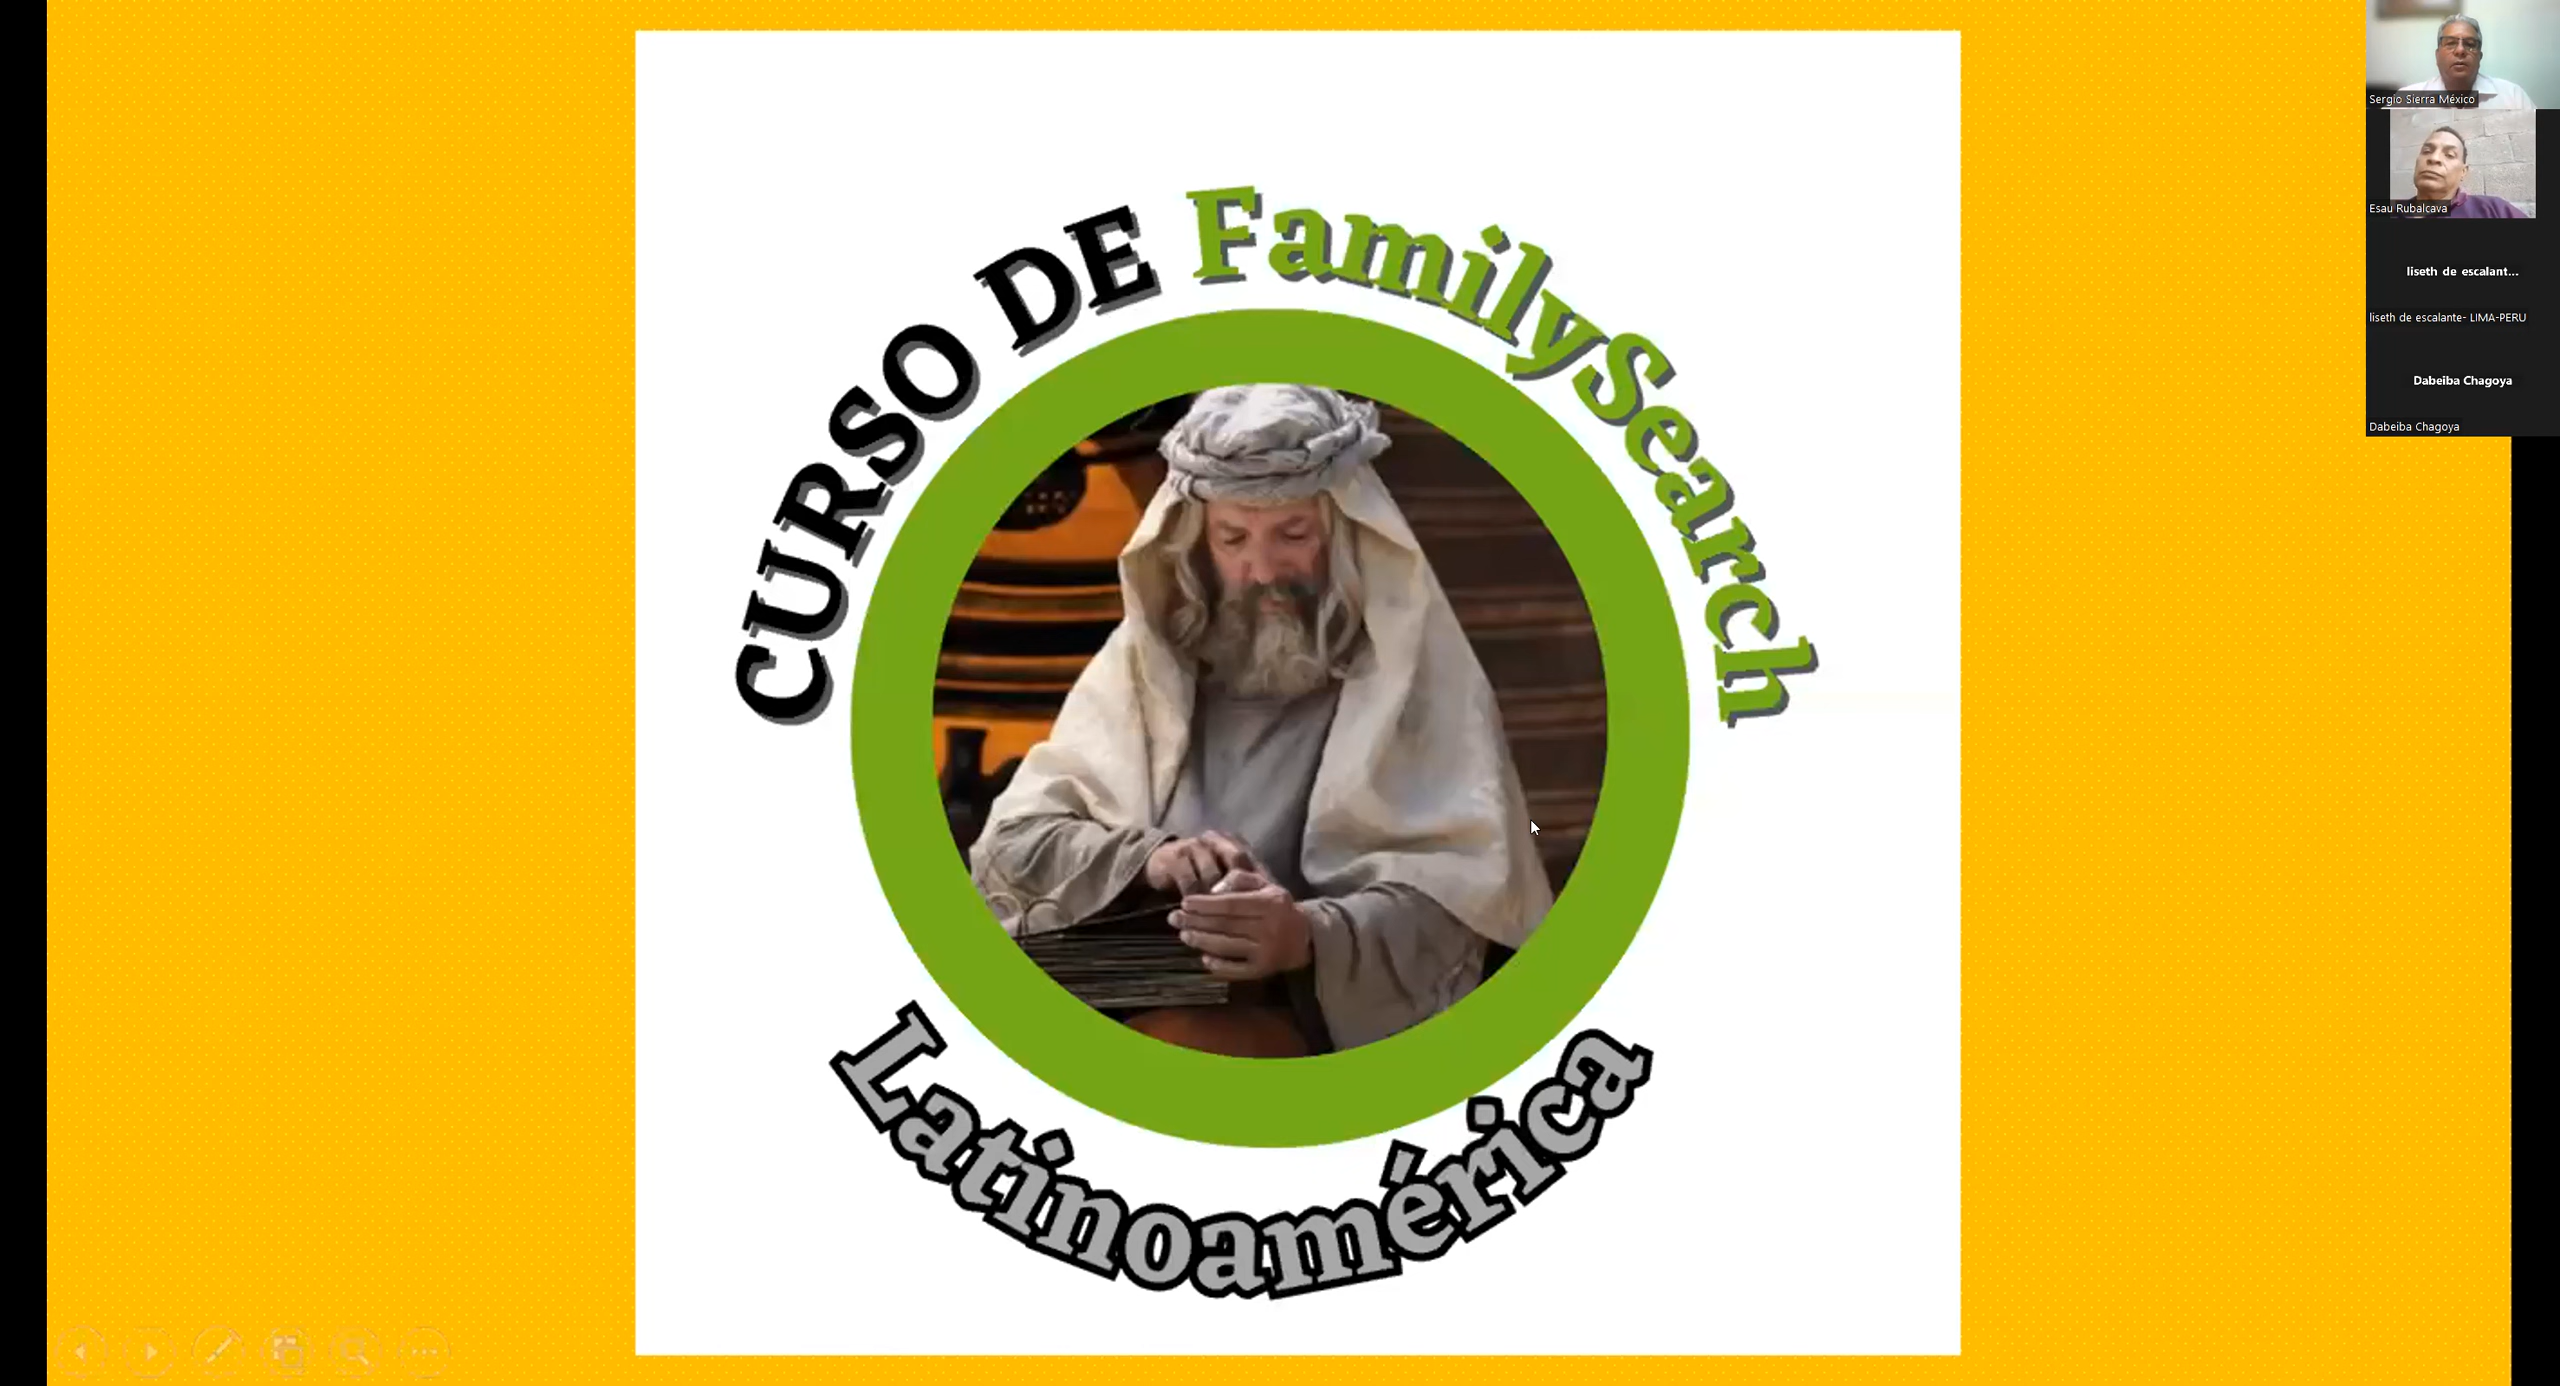 CURSO DE FamilySearch
Latinoamérica
Sergio Sierra México
Esau Rubalcava
liseth de escalant...
liseth de escalante- LIMA-PERU
Dabeiba Chagoya
Dabeiba Chagoya